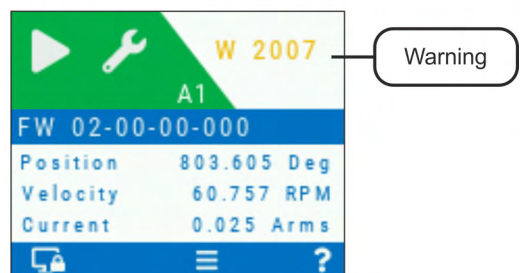 W 2007
Warning
A1
FW 02-00-00-000
Position 803.605 Deg
Velocity 60.757 RPM
Current 0.025 Arms
?